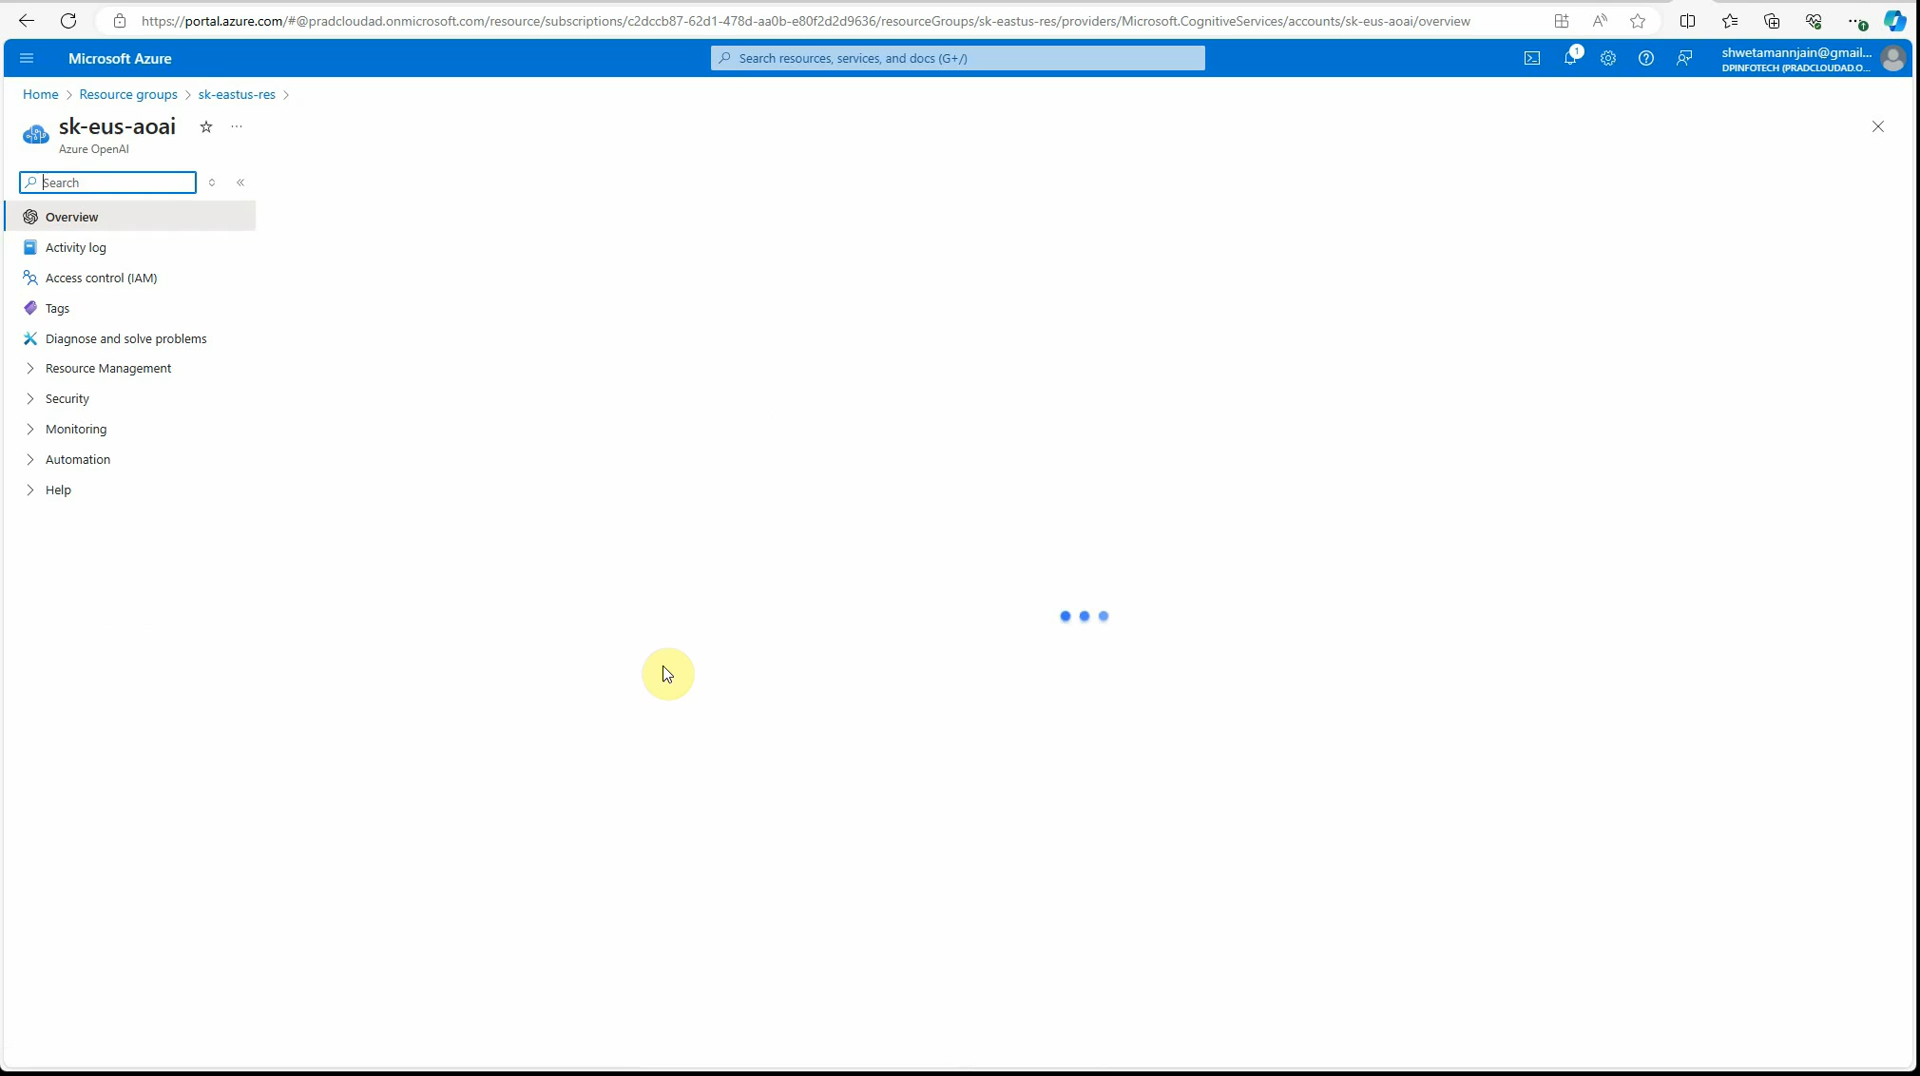 https://portal.azure.com/#@pradcloudad.onmicrosoft.com/resource/subscriptions/c2dccb87-62d1-478d-aa0b-e80f2d2d9636/resourceGroups/sk-eastus-res/providers/Microsoft.CognitiveServices/accounts/sk-eus-aoai/overview
Microsoft Azure
Search resources, services, and docs (G+/)
1
shwetamannjain@gmail...
DPINFOTECH (PRADCLOUDAD.O...
Home > Resource groups > sk-eastus-res >
sk-eus-aoai
Azure OpenAI
Search
Overview
Activity log
Access control (IAM)
Tags
Diagnose and solve problems
Resource Management
Security
Monitoring
Automation
Help